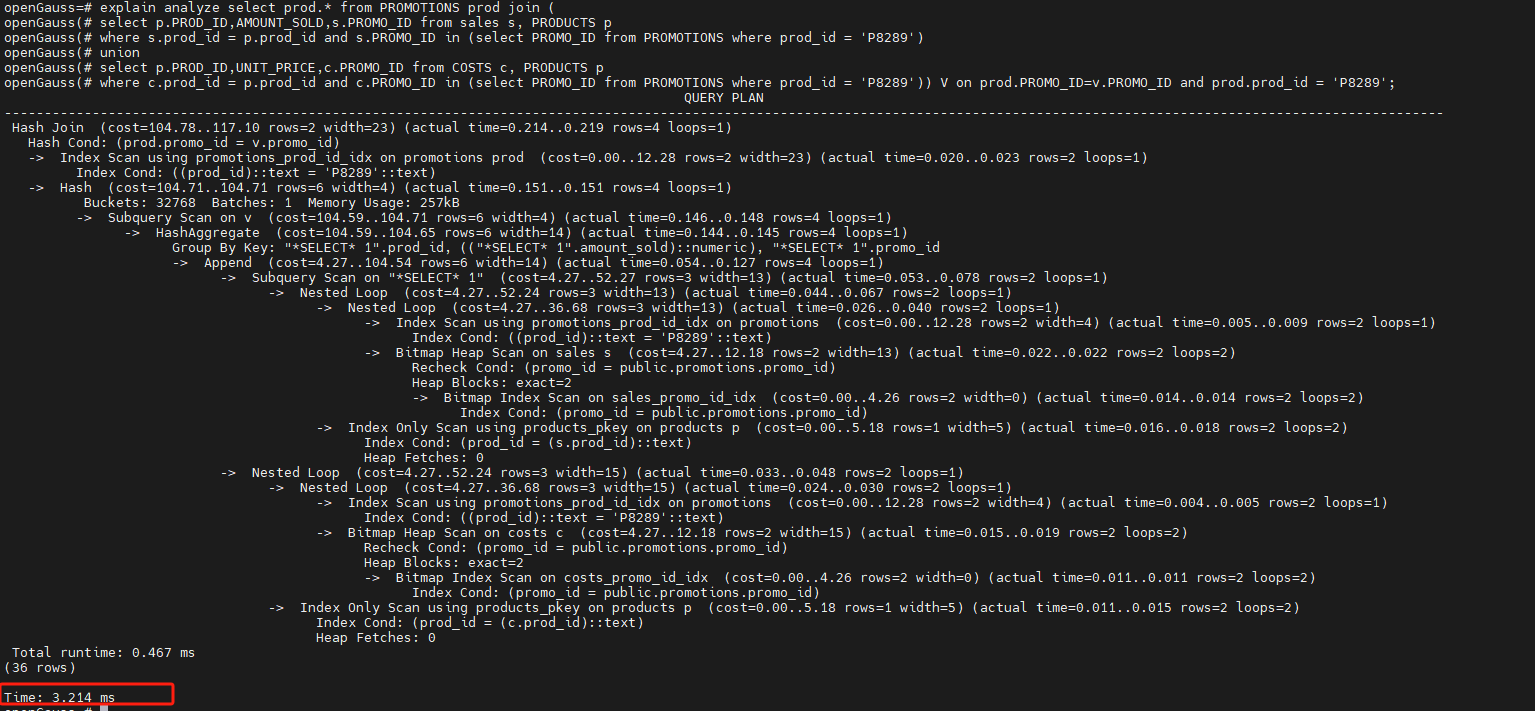 openGauss=# explain analyze select prod.* from PROMOTIONS prod join (
openGauss(# select p.PROD_ID,AMOUNT_SOLD,s.PROMO_ID from sales s, PRODUCTS p
openGauss(# where s.prod_id = p.prod_id and s.PROMO_ID in (select PROMO_ID from PROMOTIONS where prod_id = 'P8289')
openGauss(# union
openGauss(# select p.PROD_ID,UNIT_PRICE,c.PROMO_ID from COSTS c, PRODUCTS p
openGauss(# where c.prod_id = p.prod_id and c.PROMO_ID in (select PROMO_ID from PROMOTIONS where prod_id = 'P8289')) V on prod.PROMO_ID=v.PROMO_ID and prod.prod_id = 'P8289';
QUERY PLAN
------------------------------------------------------------------------------------------------------------------------------------------------------------------------------------
Hash Join  (cost=104.78..117.10 rows=2 width=23) (actual time=0.214..0.219 rows=4 loops=1)
Hash Cond: (prod.promo_id = v.promo_id)
->  Index Scan using promotions_prod_id_idx on promotions prod  (cost=0.00..12.28 rows=2 width=23) (actual time=0.020..0.023 rows=2 loops=1)
Index Cond: ((prod_id)::text = 'P8289'::text)
->  Hash  (cost=104.71..104.71 rows=6 width=4) (actual time=0.151..0.151 rows=4 loops=1)
Buckets: 32768  Batches: 1  Memory Usage: 257kB
->  Subquery Scan on v  (cost=104.59..104.71 rows=6 width=4) (actual time=0.146..0.148 rows=4 loops=1)
->  HashAggregate  (cost=104.59..104.65 rows=6 width=14) (actual time=0.144..0.145 rows=4 loops=1)
Group By Key: "*SELECT* 1".prod_id, (("*SELECT* 1".amount_sold)::numeric), "*SELECT* 1".promo_id
->  Append  (cost=4.27..104.54 rows=6 width=14) (actual time=0.054..0.127 rows=4 loops=1)
->  Subquery Scan on "*SELECT* 1"  (cost=4.27..52.27 rows=3 width=13) (actual time=0.053..0.078 rows=2 loops=1)
->  Nested Loop  (cost=4.27..52.24 rows=3 width=13) (actual time=0.044..0.067 rows=2 loops=1)
->  Nested Loop  (cost=4.27..36.68 rows=3 width=13) (actual time=0.026..0.040 rows=2 loops=1)
->  Index Scan using promotions_prod_id_idx on promotions  (cost=0.00..12.28 rows=2 width=4) (actual time=0.005..0.009 rows=2 loops=1)
Index Cond: ((prod_id)::text = 'P8289'::text)
->  Bitmap Heap Scan on sales s  (cost=4.27..12.18 rows=2 width=13) (actual time=0.022..0.022 rows=2 loops=2)
Recheck Cond: (promo_id = public.promotions.promo_id)
Heap Blocks: exact=2
->  Bitmap Index Scan on sales_promo_id_idx  (cost=0.00..4.26 rows=2 width=0) (actual time=0.014..0.014 rows=2 loops=2)
Index Cond: (promo_id = public.promotions.promo_id)
->  Index Only Scan using products_pkey on products p  (cost=0.00..5.18 rows=1 width=5) (actual time=0.016..0.018 rows=2 loops=2)
Index Cond: (prod_id = (s.prod_id)::text)
Heap Fetches: 0
->  Nested Loop  (cost=4.27..52.24 rows=3 width=15) (actual time=0.033..0.048 rows=2 loops=1)
->  Nested Loop  (cost=4.27..36.68 rows=3 width=15) (actual time=0.024..0.030 rows=2 loops=1)
->  Index Scan using promotions_prod_id_idx on promotions  (cost=0.00..12.28 rows=2 width=4) (actual time=0.004..0.005 rows=2 loops=1)
Index Cond: ((prod_id)::text = 'P8289'::text)
->  Bitmap Heap Scan on costs c  (cost=4.27..12.18 rows=2 width=15) (actual time=0.015..0.019 rows=2 loops=2)
Recheck Cond: (promo_id = public.promotions.promo_id)
Heap Blocks: exact=2
->  Bitmap Index Scan on costs_promo_id_idx  (cost=0.00..4.26 rows=2 width=0) (actual time=0.011..0.011 rows=2 loops=2)
Index Cond: (promo_id = public.promotions.promo_id)
->  Index Only Scan using products_pkey on products p  (cost=0.00..5.18 rows=1 width=5) (actual time=0.011..0.015 rows=2 loops=2)
Index Cond: (prod_id = (c.prod_id)::text)
Heap Fetches: 0
Total runtime: 0.467 ms
(36 rows)
Time: 3.214 ms
openGauss=#